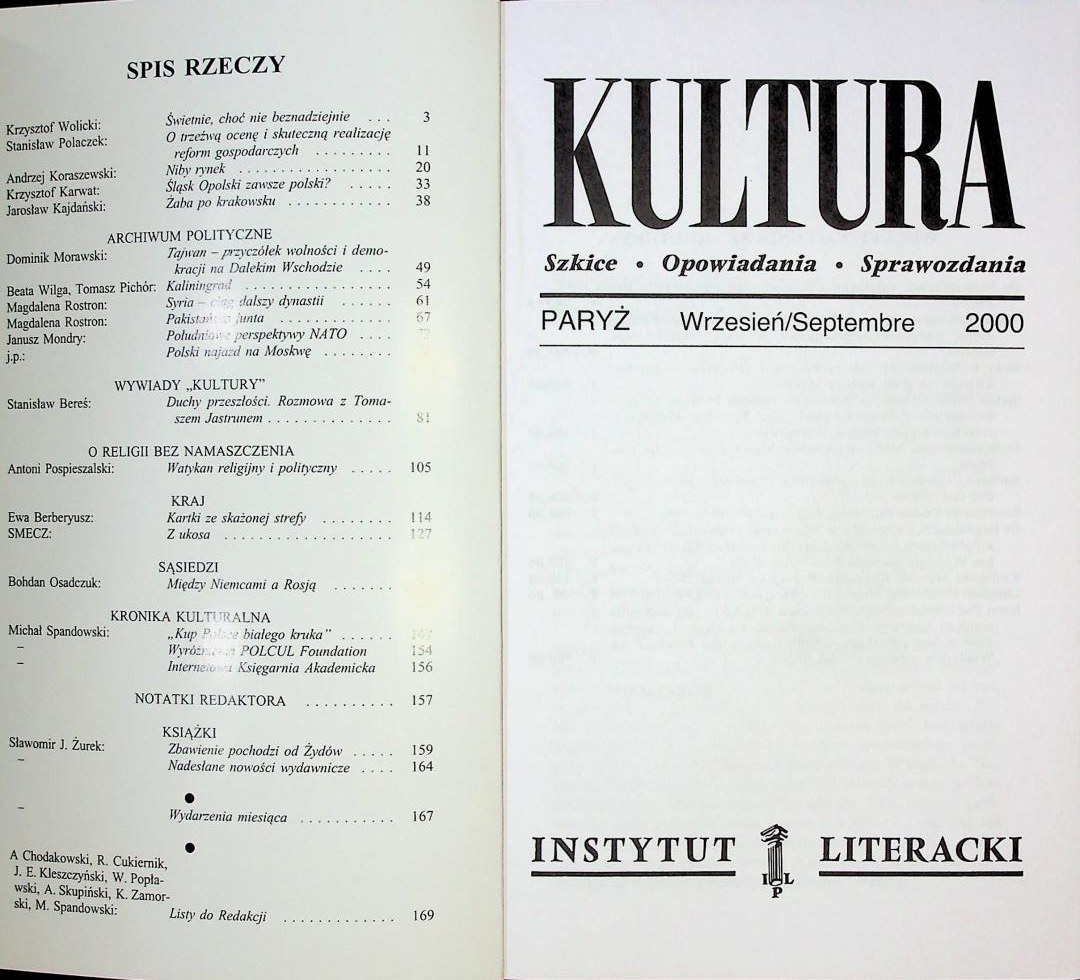 SPIS RZECZY
Krzysztof Wolicki: Świetnie, choć nie beznadziejnie . . . 3
Stanisław Polaczek: O trzeźwą ocenę i skuteczną realizację
reform gospodarczych . . . . . . . . . 11
Andrzej Koraszewski: Niby rynek . . . . . . . . . . . . . . . . . . 20
Krzysztof Karwat: Śląsk Opolski zawsze polski? . . . . . 33
Jarosław Kajdański: Żaba po krakowsku . . . . . . . . . . . . 38
ARCHIWUM POLITYCZNE
Dominik Morawski: Tajwan – przyczółek wolności i demo-
kracji na Dalekim Wschodzie . . . . 49
Beata Wilga, Tomasz Pichór: Kaliningrad . . . . . . . . . . . . . . . . . 54
Magdalena Rostron: Syria – ciąg dalszy dynastii . . . . . . 61
Magdalena Rostron: Pakistańska junta . . . . . . . . . . . . . 67
Janusz Mondry: Południowe perspektywy NATO . . . .
j.p.: Polski najazd na Moskwę . . . . . . . .
WYWIADY „KULTURY”
Stanisław Bereś: Duchy przeszłości. Rozmowa z Toma-
szem Jastrunem . . . . . . . . . . . . . . . 81
O RELIGII BEZ NAMASZCZENIA
Antoni Pospieszalski: Watykan religijny i polityczny . . . . . 105
KRAJ
Ewa Berberyusz: Kartki ze skażonej strefy . . . . . . . . 114
SMECZ: Z ukosa . . . . . . . . . . . . . . . . . . . . 127
SĄSIEDZI
Bohdan Osadczuk: Między Niemcami a Rosją . . . . . . .
KRONIKA KULTURALNA
Michał Spandowski: „Kup Polsce białego kruka” . . . . . .
– Wyróżnienia POLCUL Foundation 154
– Internetowa Księgarnia Akademicka 156
NOTATKI REDAKTORA . . . . . . . . . . 157
KSIĄŻKI
Sławomir J. Żurek: Zbawienie pochodzi od Żydów . . . . . 159
– Nadesłane nowości wydawnicze . . . . 164
●
– Wydarzenia miesiąca . . . . . . . . . . . 167
●
A Chodakowski, R. Cukiernik,
J. E. Kleszczyński, W. Popła-
wski, A. Skupiński, K. Zamor-
ski, M. Spandowski: Listy do Redakcji . . . . . . . . . . . . . 169
KULTURA
Szkice • Opowiadania • Sprawozdania
PARYŻ Wrzesień/Septembre 2000
INSTYTUT ILP LITERACKI